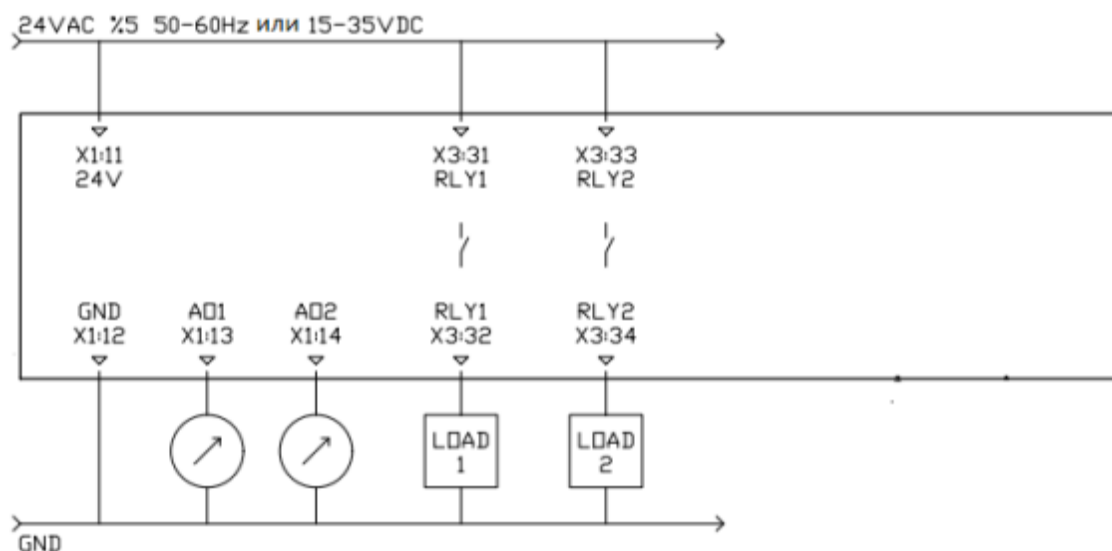 24VAC %5 50-60Hz или 15-35VDC
X1:11
24V
X3:31
RLY1
X3:33
RLY2
GND
X1:12
AO1
X1:13
AO2
X1:14
RLY1
X3:32
RLY2
X3:34
LOAD
1
LOAD
2
GND